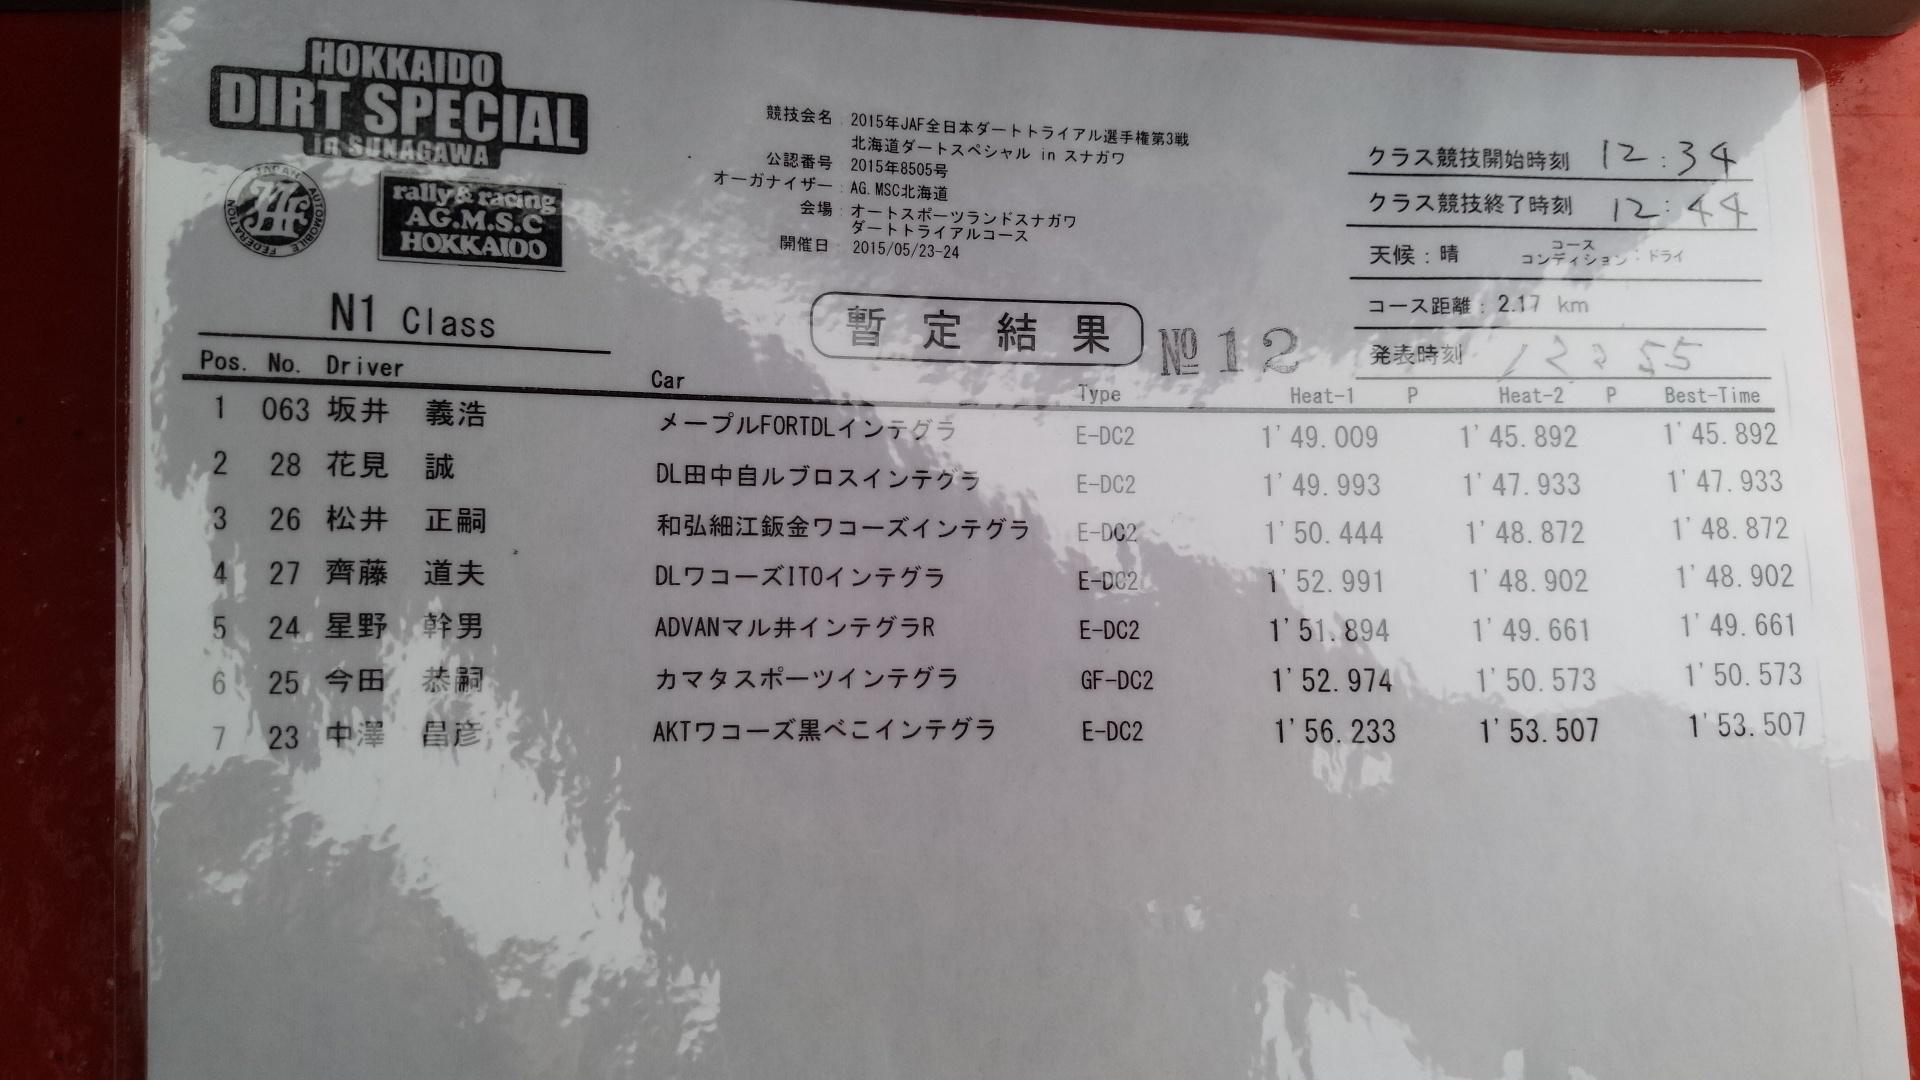 HOKKAIDO
DIRT SPECIAL
in SUNAGAWA
JAPAN AUTOMOBILE FEDERATION
JAF
rally & racing
AG.M.S.C
HOKKAIDO
競技会名 : 2015年JAF全日本ダートトライアル選手権第3戦
北海道ダートスペシャル in スナガワ
公認番号 : 2015年8505号
オーガナイザー : AG.MSC北海道
会場 : オートスポーツランドスナガワ
ダートトライアルコース
開催日 : 2015/05/23-24
クラス競技開始時刻 12:34
クラス競技終了時刻 12:44
天候 : 晴 コースコンディション : ドライ
コース距離 : 2.17 km
発表時刻 12:55
N1 Class
暫定結果 №12
Pos. No. Driver Car Type Heat-1 P Heat-2 P Best-Time
1 063 坂井 義浩 メープルFORTDLインテグラ E-DC2 1'49.009 1'45.892 1'45.892
2 28 花見 誠 DL田中自ルブロスインテグラ E-DC2 1'49.993 1'47.933 1'47.933
3 26 松井 正嗣 和弘細江鈑金ワコーズインテグラ E-DC2 1'50.444 1'48.872 1'48.872
4 27 齊藤 道夫 DLワコーズITOインテグラ E-DC2 1'52.991 1'48.902 1'48.902
5 24 星野 幹男 ADVANマル井インテグラR E-DC2 1'51.894 1'49.661 1'49.661
6 25 今田 恭嗣 カマタスポーツインテグラ GF-DC2 1'52.974 1'50.573 1'50.573
7 23 中澤 昌彦 AKTワコーズ黒べこインテグラ E-DC2 1'56.233 1'53.507 1'53.507